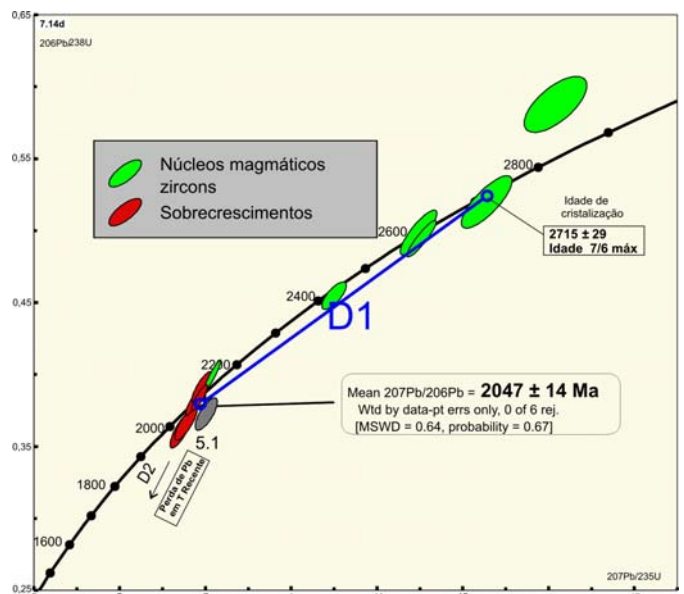 0,65
7.14d
206Pb/238U
Núcleos magmáticos
zircons
Sobrecrescimentos
2800
0,55
Idade de
cristalização
2600
2715 ± 29
Idade 7/6 máx
2400
0,45
D1
2200
Mean 207Pb/206Pb = 2047 ± 14 Ma
Wtd by data-pt errs only, 0 of 6 rej.
[MSWD = 0.64, probability = 0.67]
2000
5.1
0,35
D2
Perda de Pb
em T Recente
1800
1600
207Pb/235U
0,25